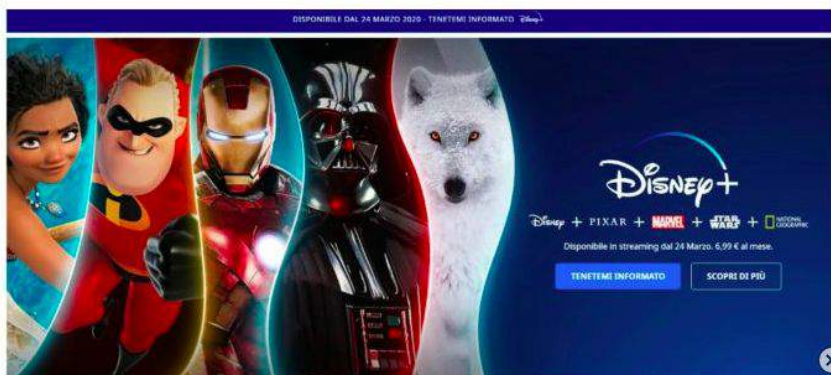 DISPONIBILE DAL 24 MARZO 2020 - TENETEMI INFORMATO Disney+
Disney+
Disney + PIXAR + MARVEL + STAR WARS + NATIONAL GEOGRAPHIC
Disponibile in streaming dal 24 Marzo. 6,99 € al mese.
TENETEMI INFORMATO SCOPRI DI PIÙ